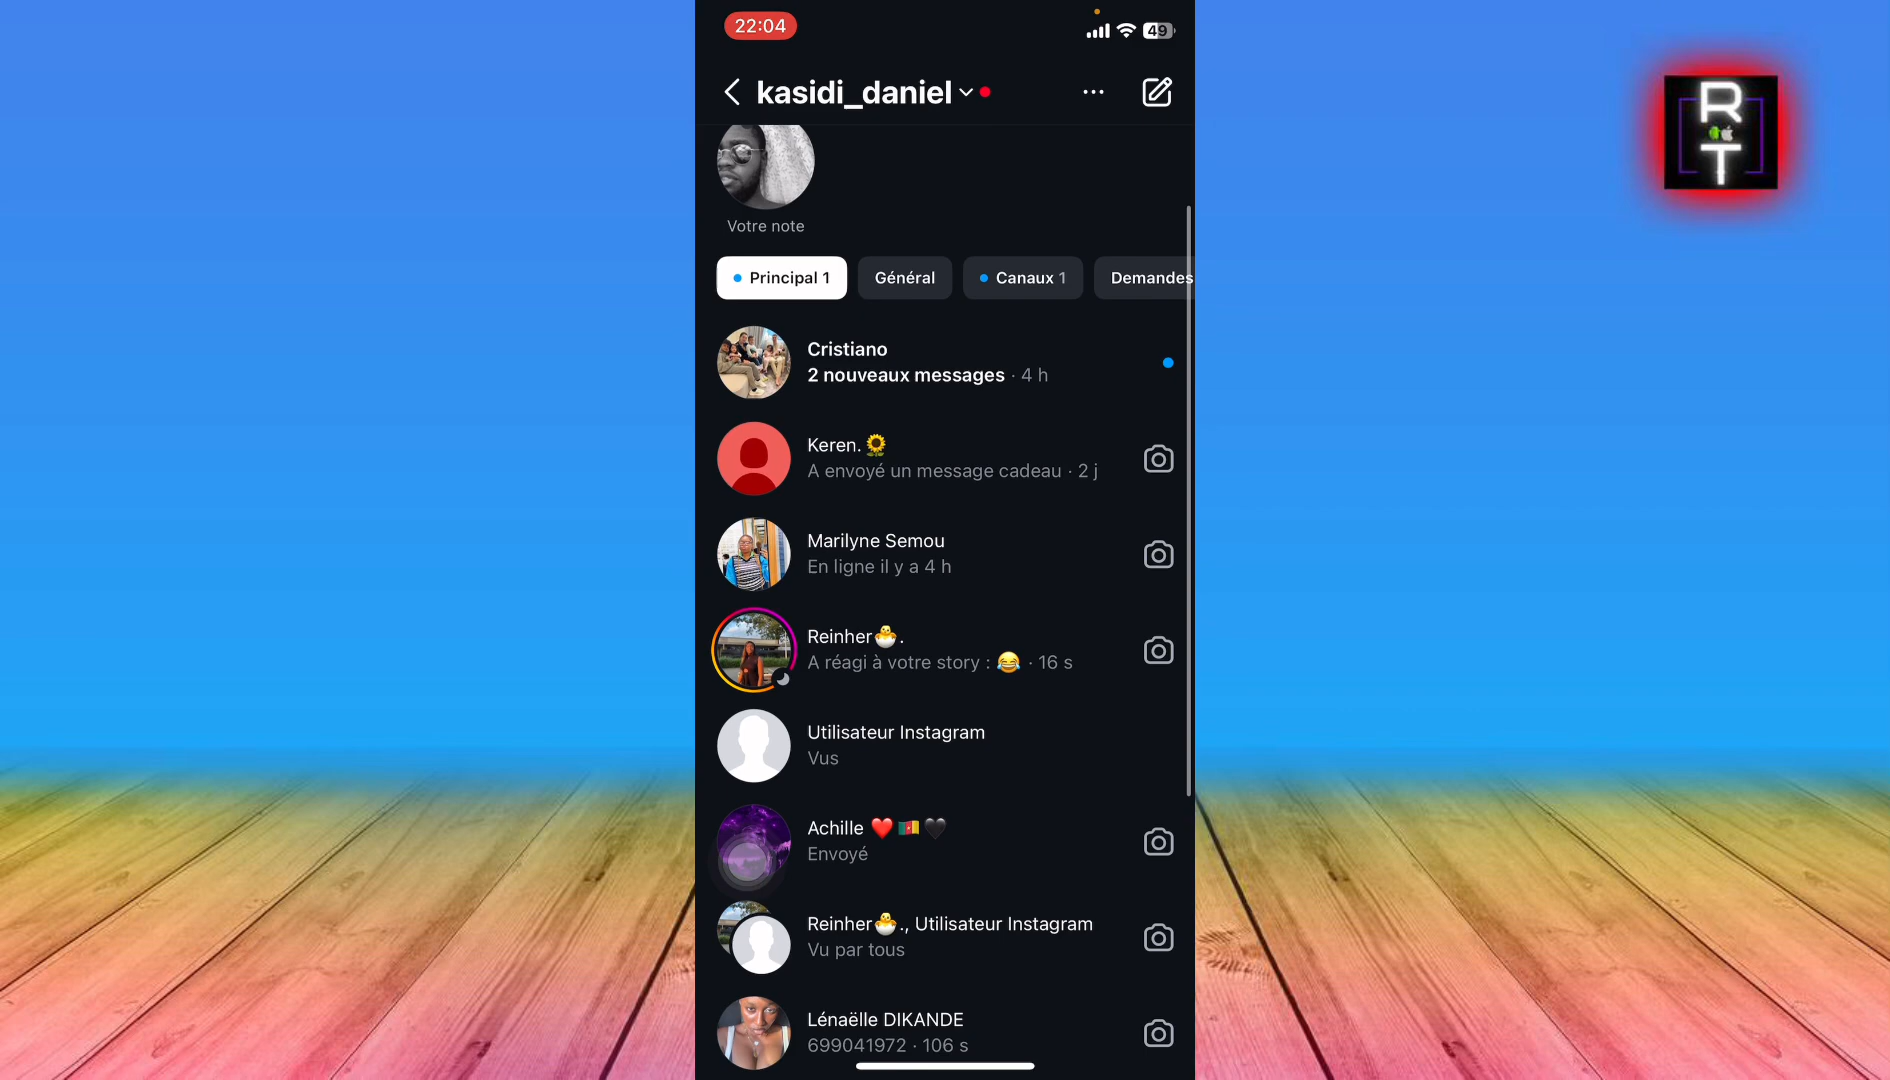 22:04
49
kasidi_daniel
R
T
Votre note
Principal 1
Général
Canaux 1
Demandes
Cristiano
2 nouveaux messages · 4 h
Keren.🌻
A envoyé un message cadeau · 2 j
Marilyne Semou
En ligne il y a 4 h
Reinher🐣.
A réagi à votre story : 😂 · 16 s
Utilisateur Instagram
Vus
Achille ❤️🇨🇲🖤
Envoyé
Reinher🐣., Utilisateur Instagram
Vu par tous
Lénaëlle DIKANDE
699041972 · 106 s